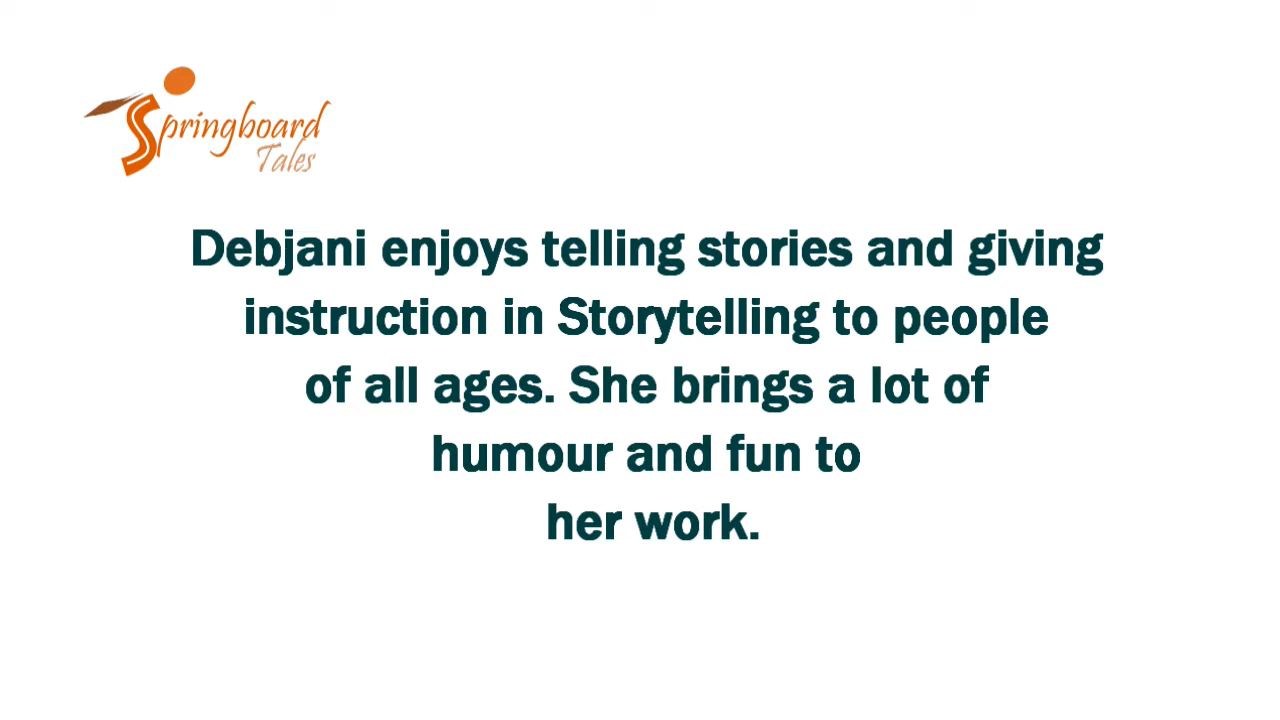 Springboard
Tales
Debjani enjoys telling stories and giving
instruction in Storytelling to people
of all ages. She brings a lot of
humour and fun to
her work.